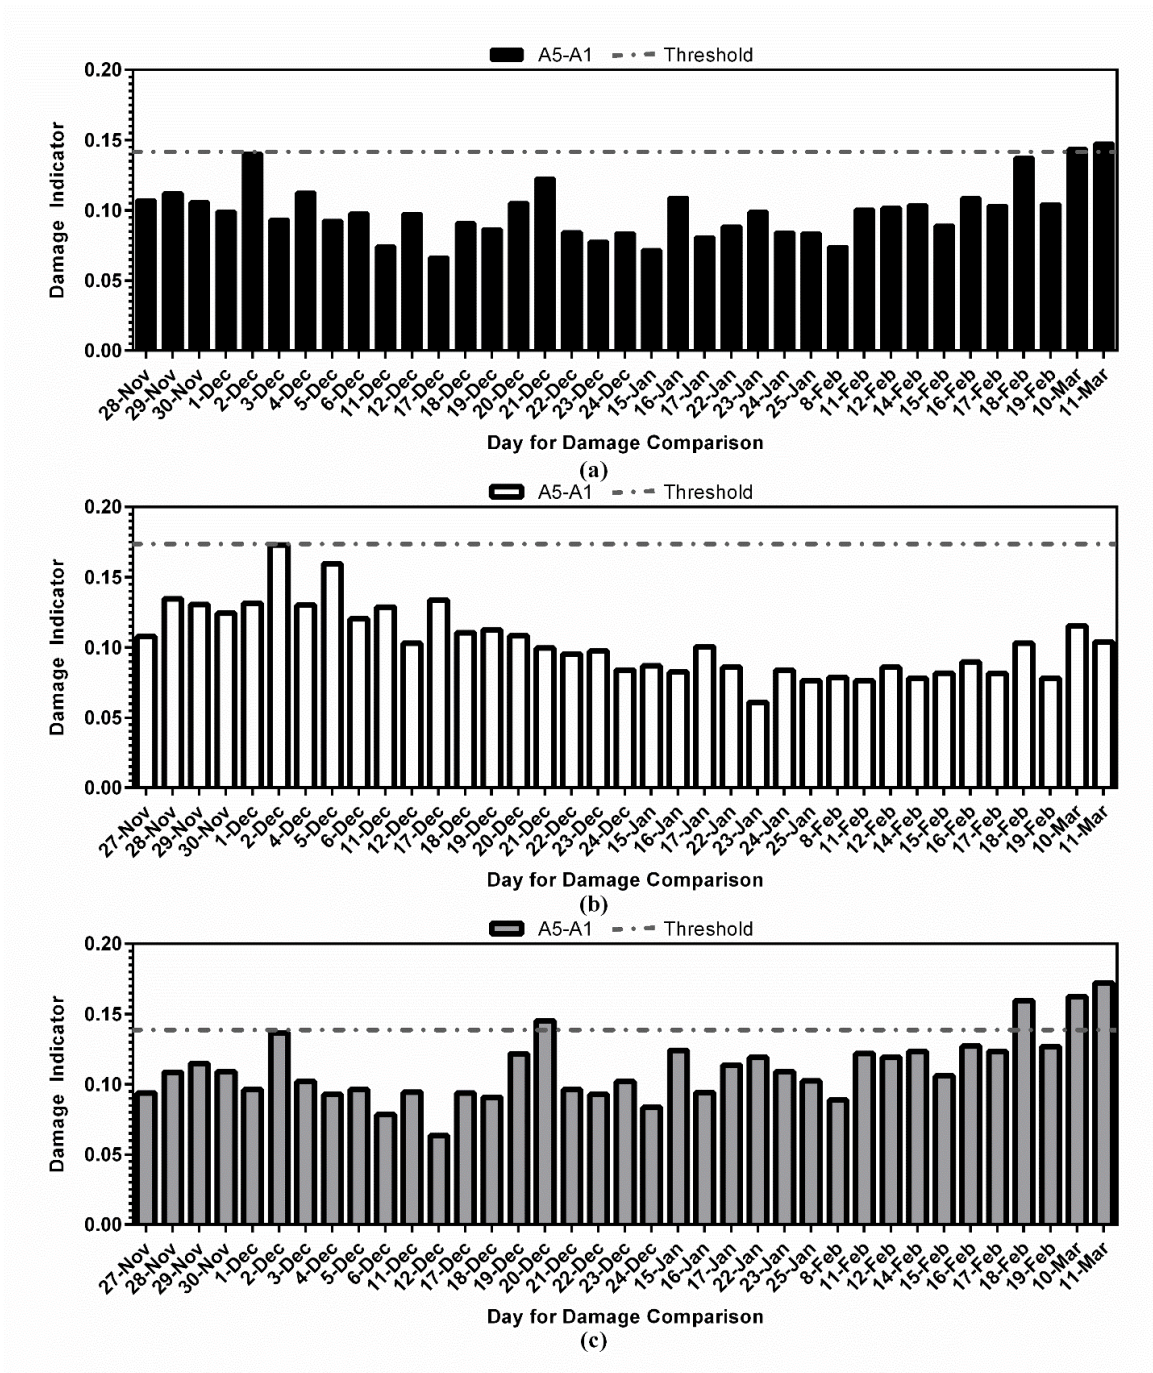 A5-A1 Threshold
0.20
0.15
0.10
0.05
0.00
Damage Indicator
28-Nov 29-Nov 30-Nov 1-Dec 2-Dec 3-Dec 4-Dec 5-Dec 6-Dec 11-Dec 12-Dec 17-Dec 18-Dec 19-Dec 20-Dec 21-Dec 22-Dec 23-Dec 24-Dec 15-Jan 16-Jan 17-Jan 22-Jan 23-Jan 24-Jan 25-Jan 8-Feb 11-Feb 12-Feb 14-Feb 15-Feb 16-Feb 17-Feb 18-Feb 19-Feb 10-Mar 11-Mar
Day for Damage Comparison
(a)
A5-A1 Threshold
0.20
0.15
0.10
0.05
0.00
Damage Indicator
27-Nov 28-Nov 29-Nov 30-Nov 1-Dec 2-Dec 4-Dec 5-Dec 6-Dec 11-Dec 12-Dec 17-Dec 18-Dec 19-Dec 20-Dec 21-Dec 22-Dec 23-Dec 24-Dec 15-Jan 16-Jan 17-Jan 22-Jan 23-Jan 24-Jan 25-Jan 8-Feb 11-Feb 12-Feb 14-Feb 15-Feb 16-Feb 17-Feb 18-Feb 19-Feb 10-Mar 11-Mar
Day for Damage Comparison
(b)
A5-A1 Threshold
0.20
0.15
0.10
0.05
0.00
Damage Indicator
27-Nov 28-Nov 29-Nov 30-Nov 1-Dec 2-Dec 3-Dec 4-Dec 5-Dec 6-Dec 11-Dec 12-Dec 17-Dec 18-Dec 19-Dec 20-Dec 21-Dec 22-Dec 23-Dec 24-Dec 15-Jan 16-Jan 17-Jan 22-Jan 23-Jan 25-Jan 8-Feb 11-Feb 12-Feb 14-Feb 15-Feb 16-Feb 17-Feb 18-Feb 19-Feb 10-Mar 11-Mar
Day for Damage Comparison
(c)